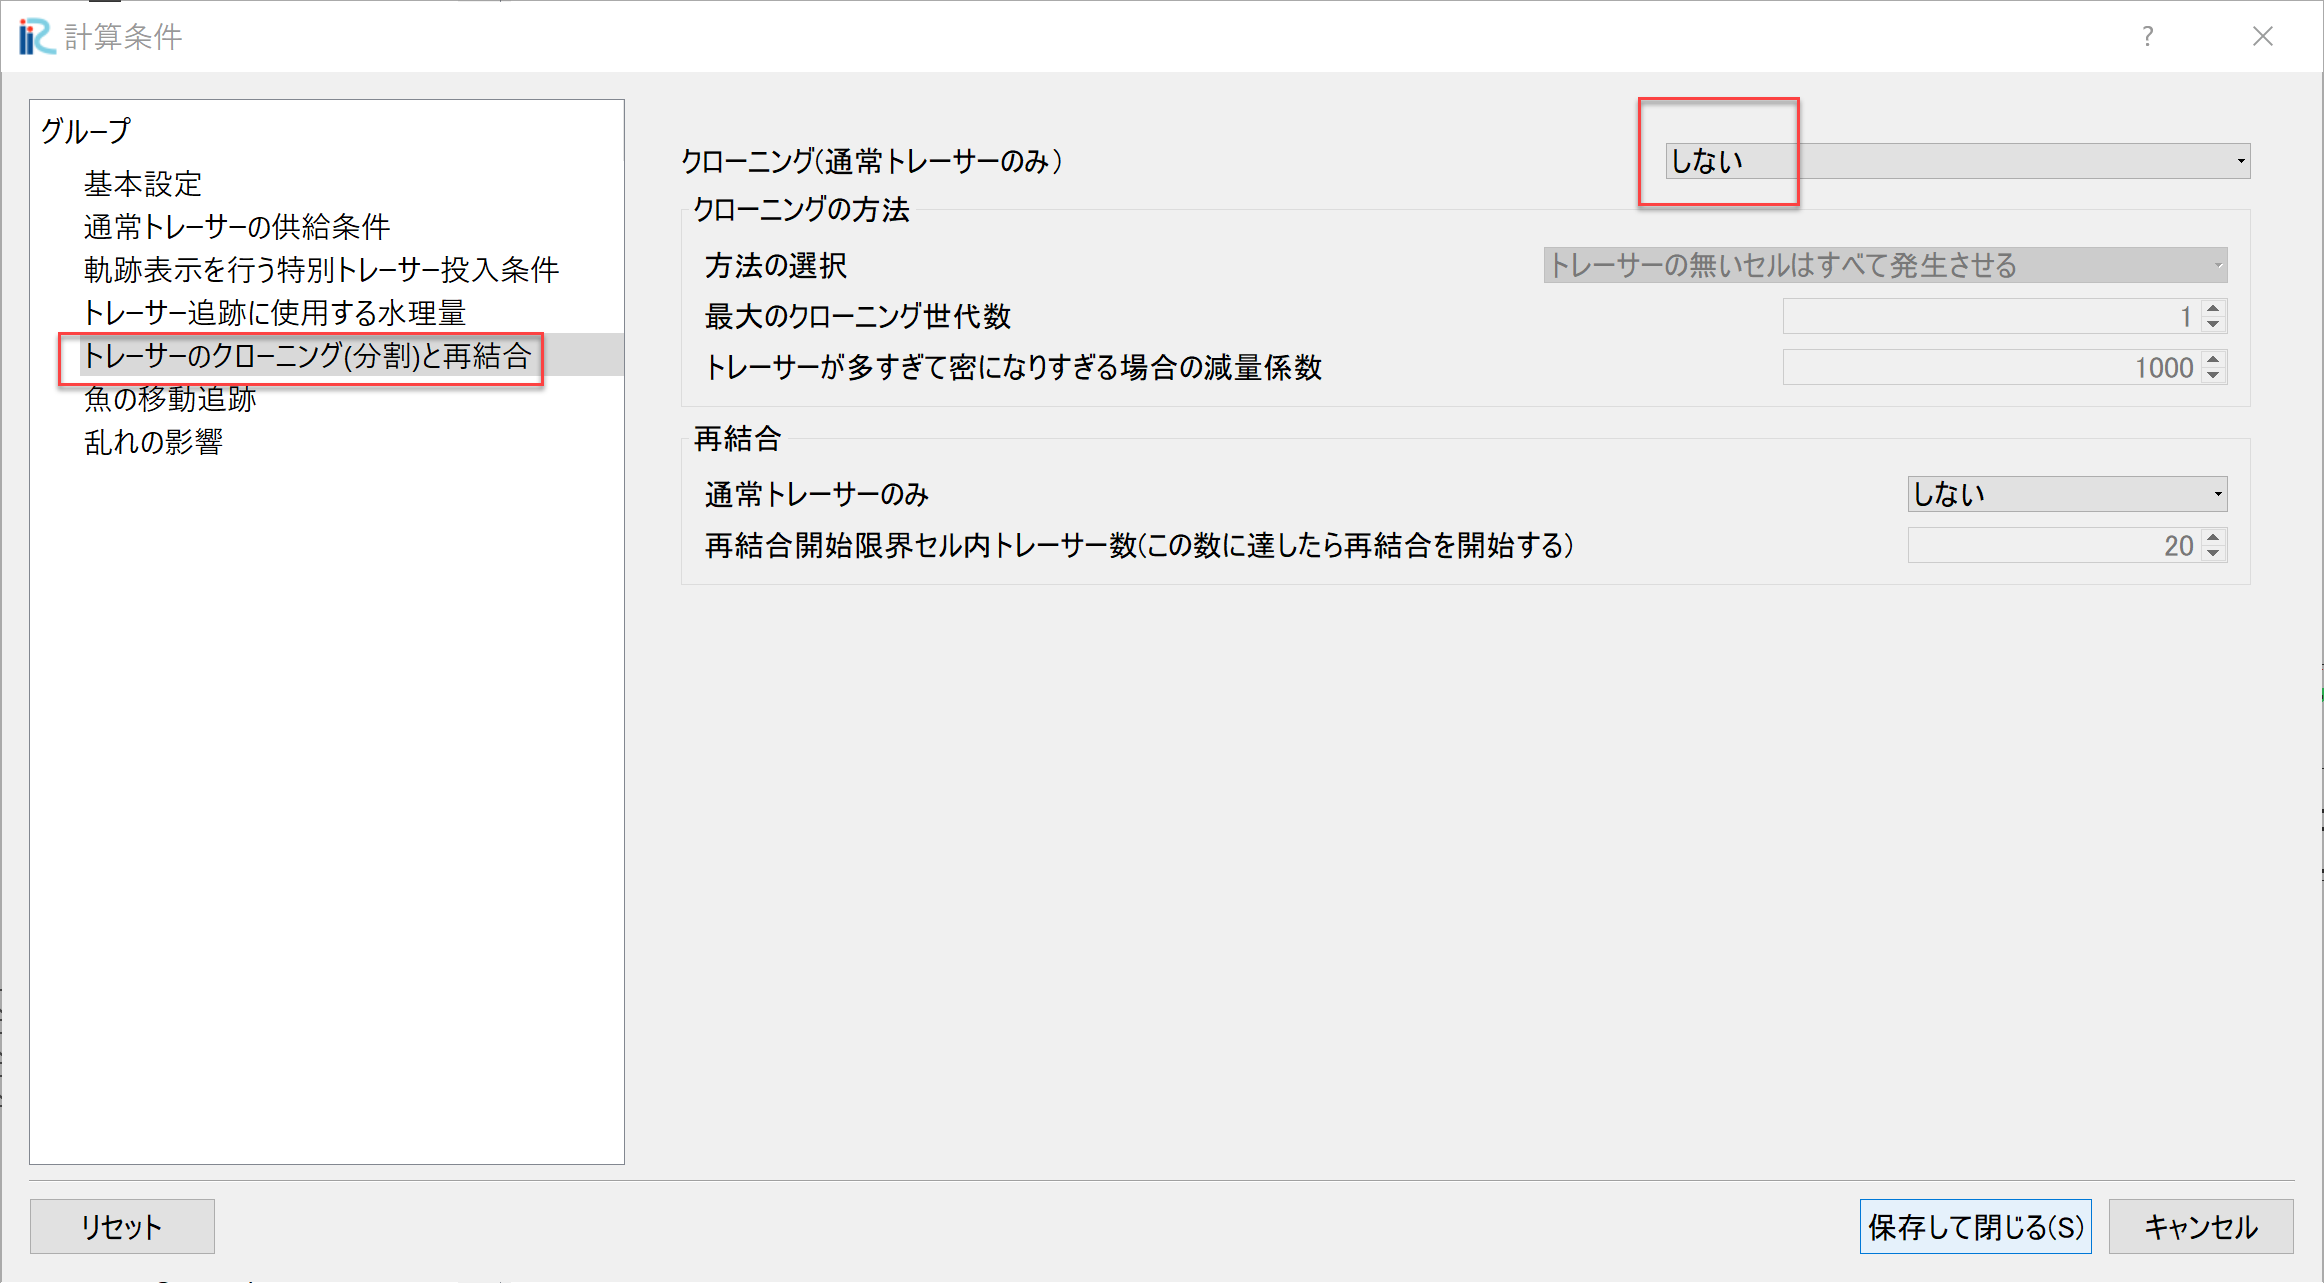 iRC 計算条件
?
グループ
基本設定
通常トレーサーの供給条件
軌跡表示を行う特別トレーサー投入条件
トレーサー追跡に使用する水理量
トレーサーのクローニング(分割)と再結合
魚の移動追跡
乱れの影響
クローニング(通常トレーサーのみ)
しない
クローニングの方法
方法の選択
トレーサーの無いセルはすべて発生させる
最大のクローニング世代数
1
トレーサーが多すぎて密になりすぎる場合の減量係数
1000
再結合
通常トレーサーのみ
しない
再結合開始限界セル内トレーサー数(この数に達したら再結合を開始する)
20
リセット
保存して閉じる(S)
キャンセル